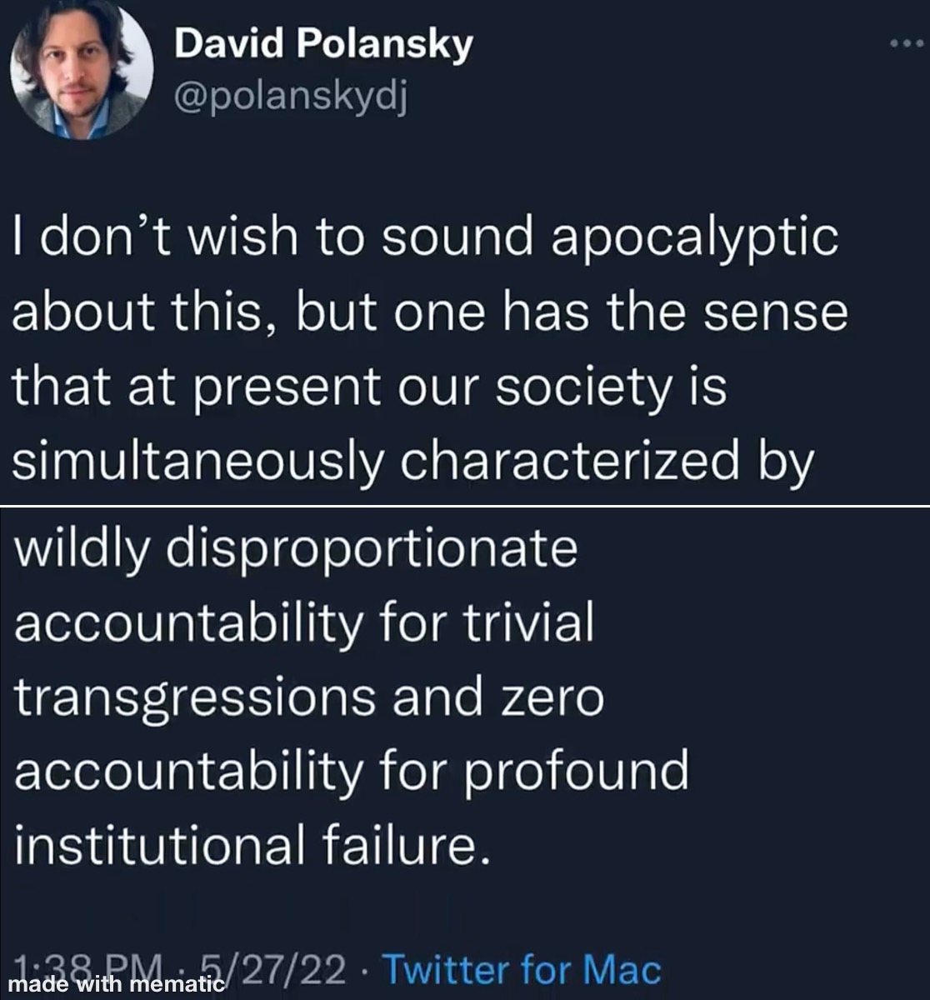 David Polansky
@polanskydj
I don’t wish to sound apocalyptic
about this, but one has the sense
that at present our society is
simultaneously characterized by
wildly disproportionate
accountability for trivial
transgressions and zero
accountability for profound
institutional failure.
1:38 PM · 5/27/22 · Twitter for Mac
made with mematic